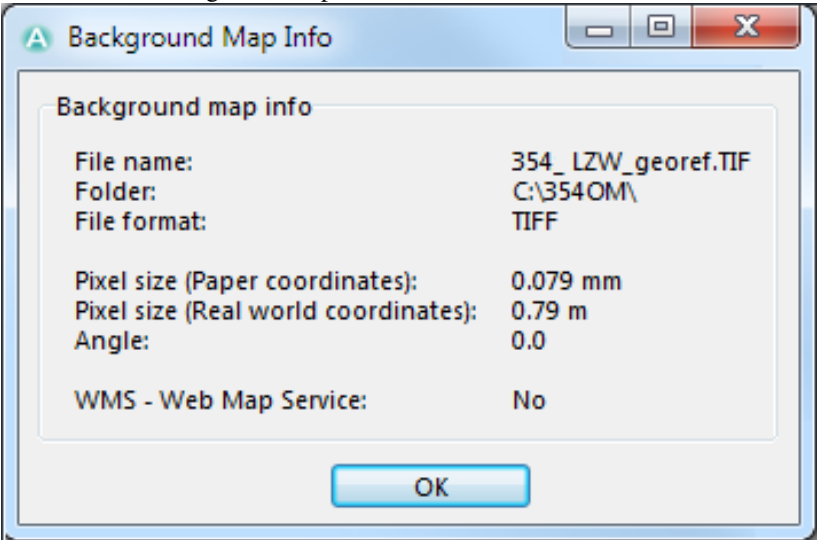 Background Map Info
Background map info
File name: 354_ LZW_georef.TIF
Folder: C:\354OM\
File format: TIFF
Pixel size (Paper coordinates): 0.079 mm
Pixel size (Real world coordinates): 0.79 m
Angle: 0.0
WMS - Web Map Service: No
OK